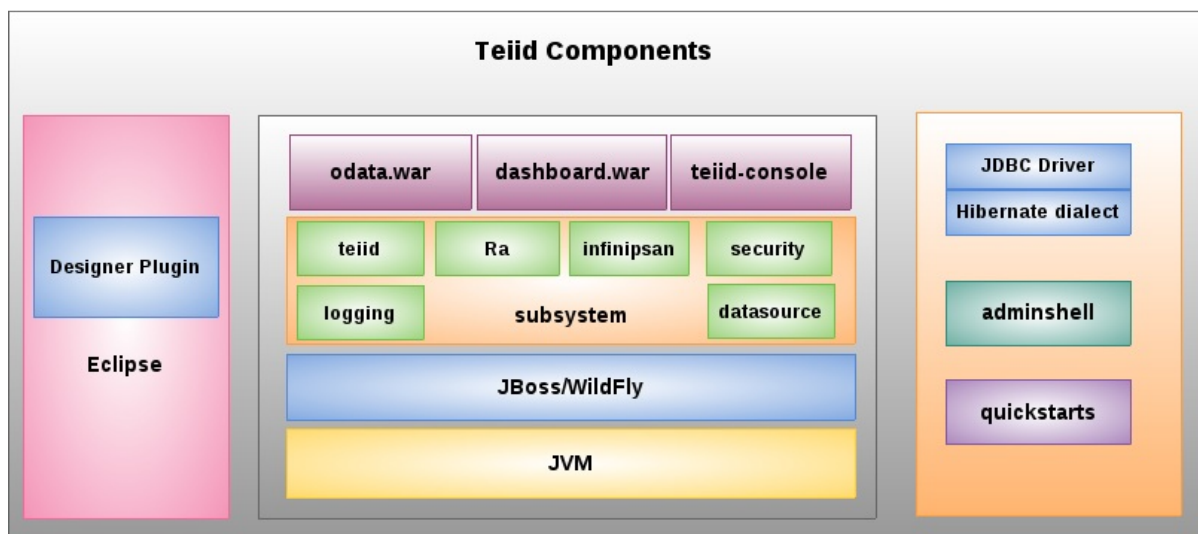 Teiid Components
Designer Plugin
Eclipse
odata.war
dashboard.war
teiid-console
teiid
Ra
infinipsan
security
logging
subsystem
datasource
JBoss/WildFly
JVM
JDBC Driver
Hibernate dialect
adminshell
quickstarts